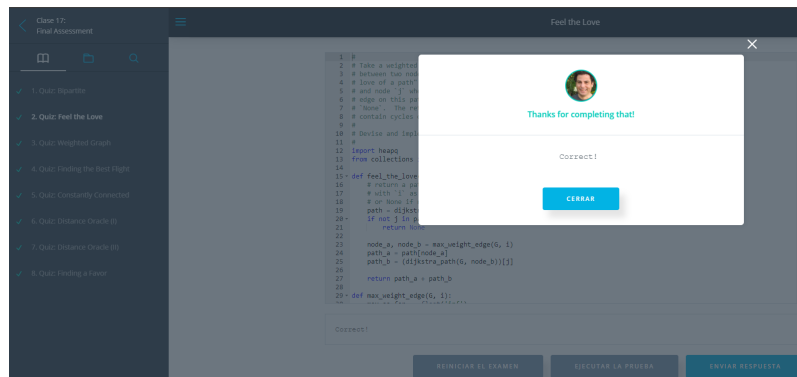 Clase 17:
Final Assessment
1. Quiz: Bipartite
2. Quiz: Feel the Love
3. Quiz: Weighted Graph
4. Quiz: Finding the Best Flight
5. Quiz: Constantly Connected
6. Quiz: Distance Oracle (I)
7. Quiz: Distance Oracle (II)
8. Quiz: Finding a Favor
Feel the Love
1 #
2 # Take a weighted
3 # between two nod
4 # love of a path"
5 # and node `j` wh
6 # edge on this pa
7 # `None`. The re
8 # contain cycles
9 #
10 # Devise and impl
11 #
12 import heapq
13 from collections
14
15 def feel_the_love
16 # return a pa
17 # with `i` as
18 # or None if
19 path = dijkst
20 if not j in p
21 return None
22
23 node_a, node_b = max_weight_edge(G, i)
24 path_a = path[node_a]
25 path_b = (dijkstra_path(G, node_b))[j]
26
27 return path_a + path_b
28
29 def max_weight_edge(G, i):
Thanks for completing that!
Correct!
CERRAR
Correct!
REINICIAR EL EXAMEN
EJECUTAR LA PRUEBA
ENVIAR RESPUESTA